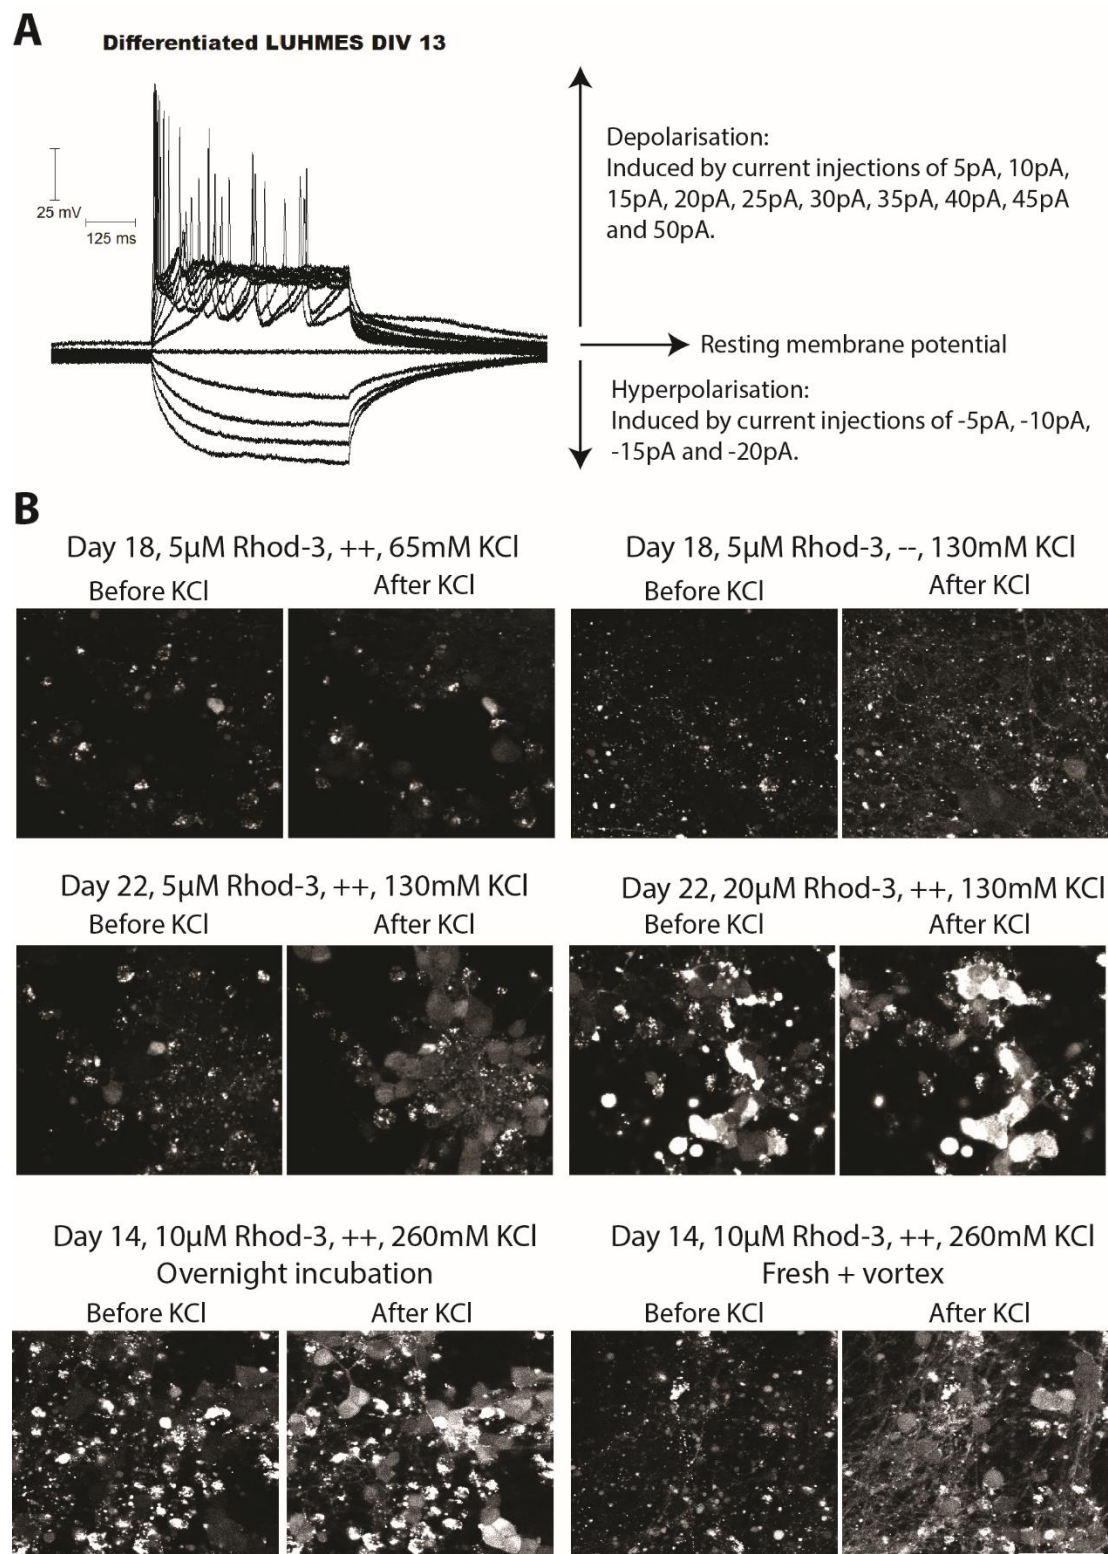 A
Differentiated LUHMES DIV 13
25 mV
125 ms
Depolarisation:
Induced by current injections of 5pA, 10pA,
15pA, 20pA, 25pA, 30pA, 35pA, 40pA, 45pA
and 50pA.
Resting membrane potential
Hyperpolarisation:
Induced by current injections of -5pA, -10pA,
-15pA and -20pA.
B
Day 18, 5µM Rhod-3, ++, 65mM KCl
Before KCl
After KCl
Day 18, 5µM Rhod-3, --, 130mM KCl
Before KCl
After KCl
Day 22, 5µM Rhod-3, ++, 130mM KCl
Before KCl
After KCl
Day 22, 20µM Rhod-3, ++, 130mM KCl
Before KCl
After KCl
Day 14, 10µM Rhod-3, ++, 260mM KCl
Overnight incubation
Before KCl
After KCl
Day 14, 10µM Rhod-3, ++, 260mM KCl
Fresh + vortex
Before KCl
After KCl